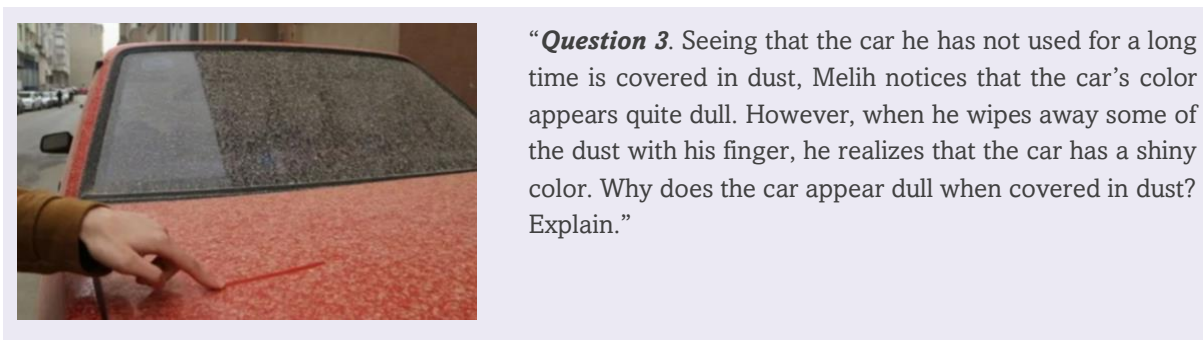 “Question 3. Seeing that the car he has not used for a long
time is covered in dust, Melih notices that the car’s color
appears quite dull. However, when he wipes away some of
the dust with his finger, he realizes that the car has a shiny
color. Why does the car appear dull when covered in dust?
Explain.”